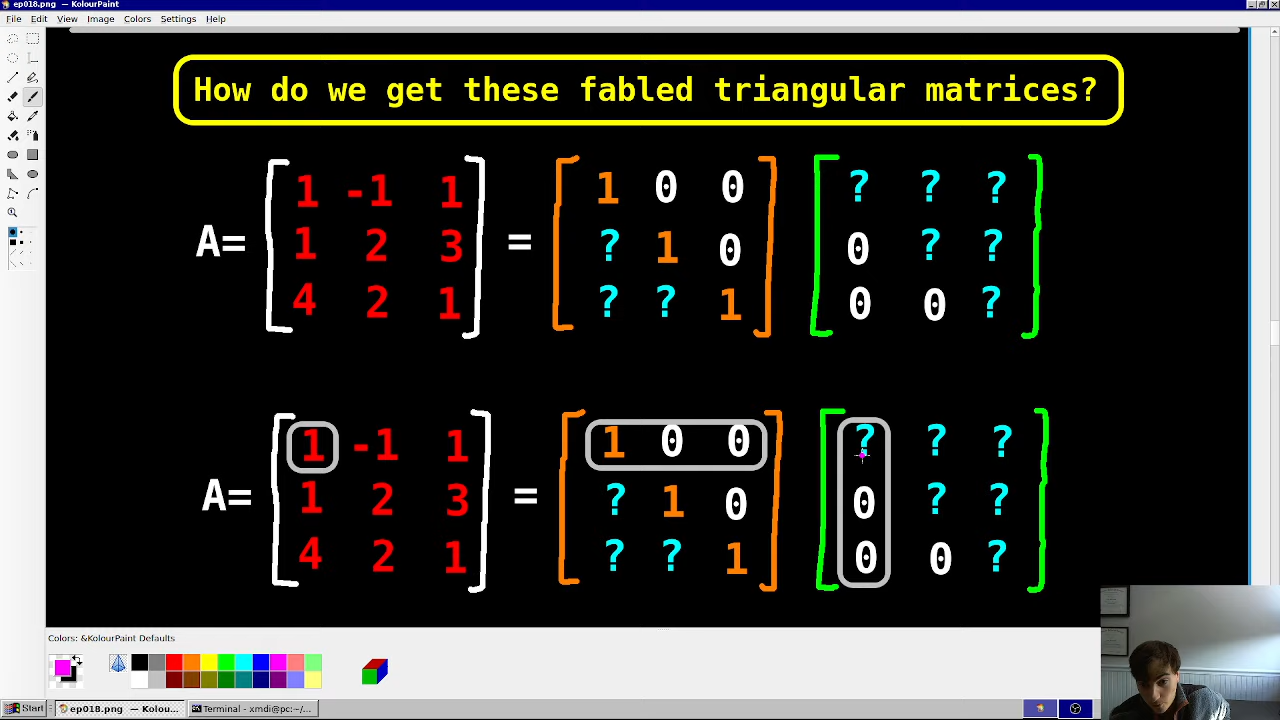 ep018.png — KolourPaint
File Edit View Image Colors Settings Help
How do we get these fabled triangular matrices?
1 -1 1 1 0 0 ? ? ?
A= 1 2 3 = ? 1 0 0 ? ?
4 2 1 ? ? 1 0 0 ?
1 -1 1 1 0 0 ? ? ?
A= 1 2 3 = ? 1 0 0 ? ?
4 2 1 ? ? 1 0 0 ?
Colors: &KolourPaint Defaults
Start ep018.png — Kolou... Terminal - xmdi@pc:~/...